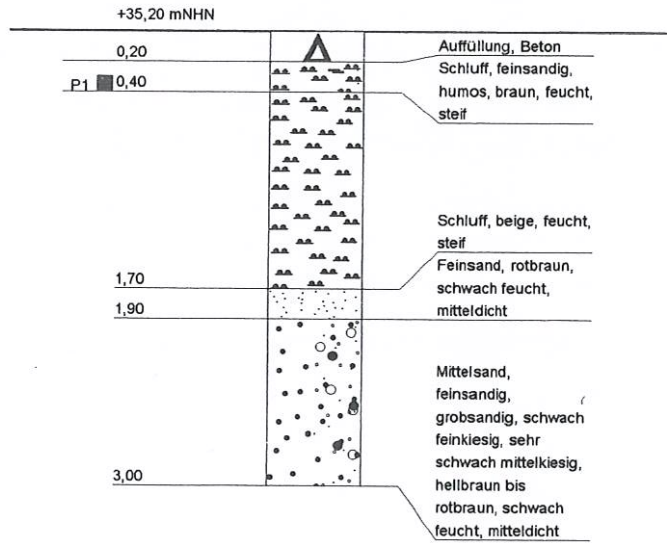 +35,20 mNHN
0,20
Auffüllung, Beton
P1 0,40
Schluff, feinsandig,
humos, braun, feucht,
steif
Schluff, beige, feucht,
steif
1,70
Feinsand, rotbraun,
schwach feucht,
mitteldicht
1,90
Mittelsand,
feinsandig,
grobsandig, schwach
feinkiesig, sehr
schwach mittelkiesig,
hellbraun bis
rotbraun, schwach
feucht, mitteldicht
3,00